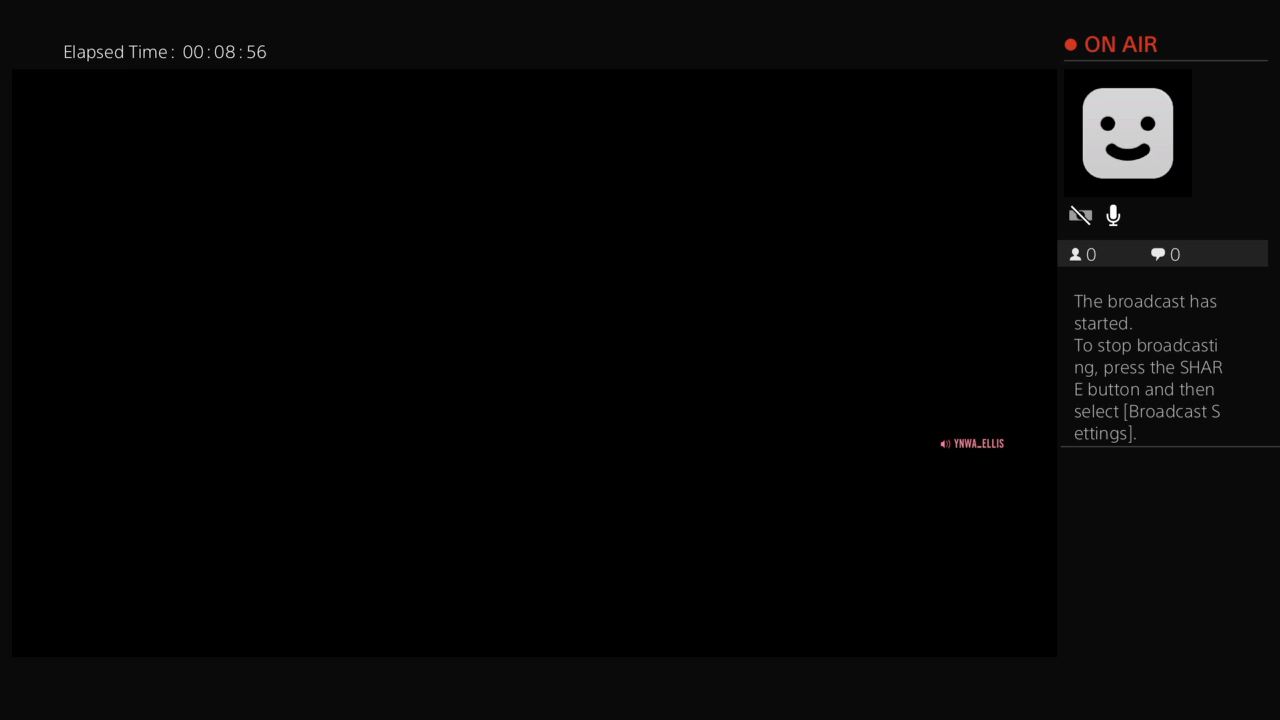 Elapsed Time: 00:08:56
ON AIR
0 0
The broadcast has
started.
To stop broadcasti
ng, press the SHAR
E button and then
select [Broadcast S
ettings].
YNWA_ELLIS